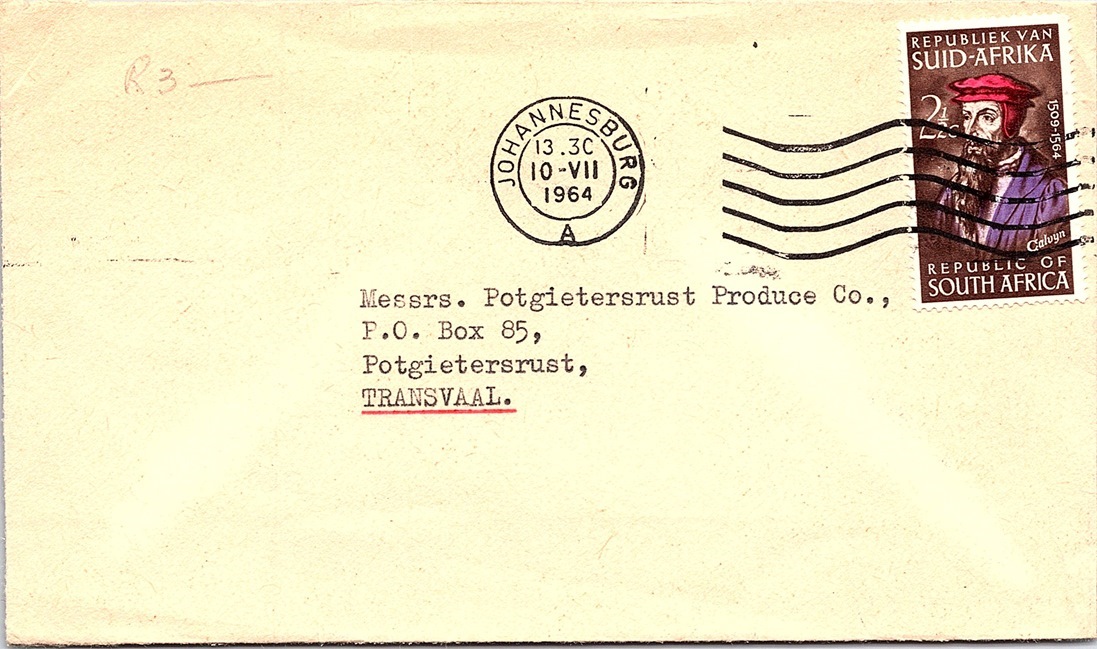 R3 —
JOHANNESBURG
13.30
10-VII
1964
A
REPUBLIEK VAN
SUID-AFRIKA
2½c
1509-1564
Calvyn
REPUBLIC OF
SOUTH AFRICA
Messrs. Potgietersrust Produce Co.,
P.O. Box 85,
Potgietersrust,
TRANSVAAL.